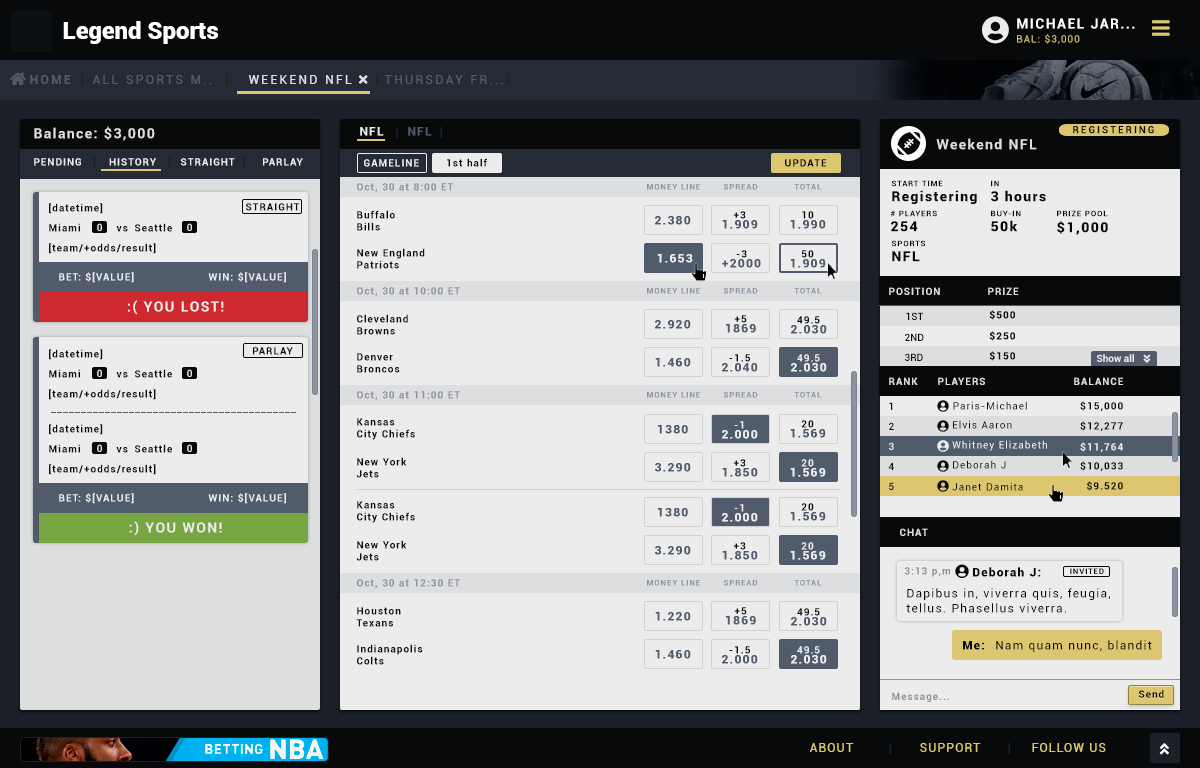 Legend Sports
MICHAEL JAR...
BAL: $3,000
HOME
ALL SPORTS M..
WEEKEND NFL
THURSDAY FR...
Balance: $3,000
PENDING
HISTORY
STRAIGHT
PARLAY
[datetime]
STRAIGHT
Miami 0 vs Seattle 0
[team/+odds/result]
BET: $[VALUE] WIN: $[VALUE]
:( YOU LOST!
[datetime]
PARLAY
Miami 0 vs Seattle 0
[team/+odds/result]
[datetime]
Miami 0 vs Seattle 0
[team/+odds/result]
BET: $[VALUE] WIN: $[VALUE]
:) YOU WON!
NFL
NFL
GAMELINE
1st half
UPDATE
Oct, 30 at 8:00 ET MONEY LINE SPREAD TOTAL
Buffalo
Bills
2.380
+3
1.909
10
1.990
New England
Patriots
1.653
-3
+2000
50
1.909
Oct, 30 at 10:00 ET MONEY LINE SPREAD TOTAL
Cleveland
Browns
2.920
+5
1869
49.5
2.030
Denver
Broncos
1.460
-1.5
2.040
49.5
2.030
Oct, 30 at 11:00 ET MONEY LINE SPREAD TOTAL
Kansas
City Chiefs
1380
-1
2.000
20
1.569
New York
Jets
3.290
+3
1.850
20
1.569
Kansas
City Chiefs
1380
-1
2.000
20
1.569
New York
Jets
3.290
+3
1.850
20
1.569
Oct, 30 at 12:30 ET MONEY LINE SPREAD TOTAL
Houston
Texans
1.220
+5
1869
49.5
2.030
Indianapolis
Colts
1.460
-1.5
2.000
49.5
2.030
REGISTERING
Weekend NFL
START TIME
Registering
IN
3 hours
# PLAYERS
254
BUY-IN
50k
PRIZE POOL
$1,000
SPORTS
NFL
POSITION PRIZE
1ST $500
2ND $250
3RD $150
Show all
RANK PLAYERS BALANCE
1 Paris-Michael $15,000
2 Elvis Aaron $12,277
3 Whitney Elizabeth $11,764
4 Deborah J $10,033
5 Janet Damita $9.520
CHAT
3:13 p,m Deborah J: INVITED
Dapibus in, viverra quis, feugia,
tellus. Phasellus viverra.
Me: Nam quam nunc, blandit
Message...
Send
BETTING NBA
ABOUT
SUPPORT
FOLLOW US